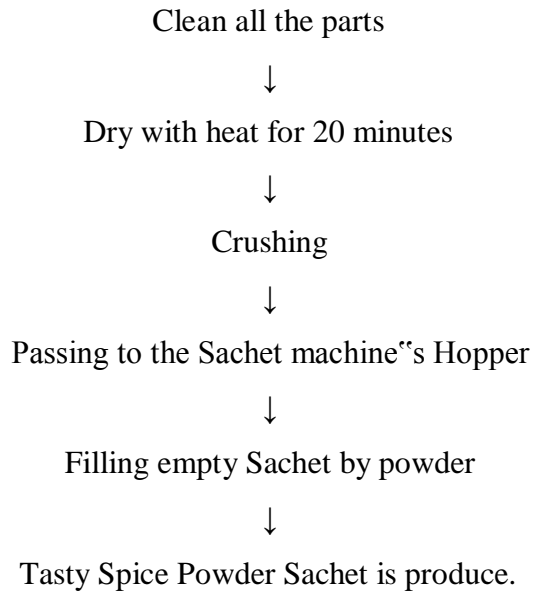 Clean all the parts
↓
Dry with heat for 20 minutes
↓
Crushing
↓
Passing to the Sachet machine‟s Hopper
↓
Filling empty Sachet by powder
↓
Tasty Spice Powder Sachet is produce.